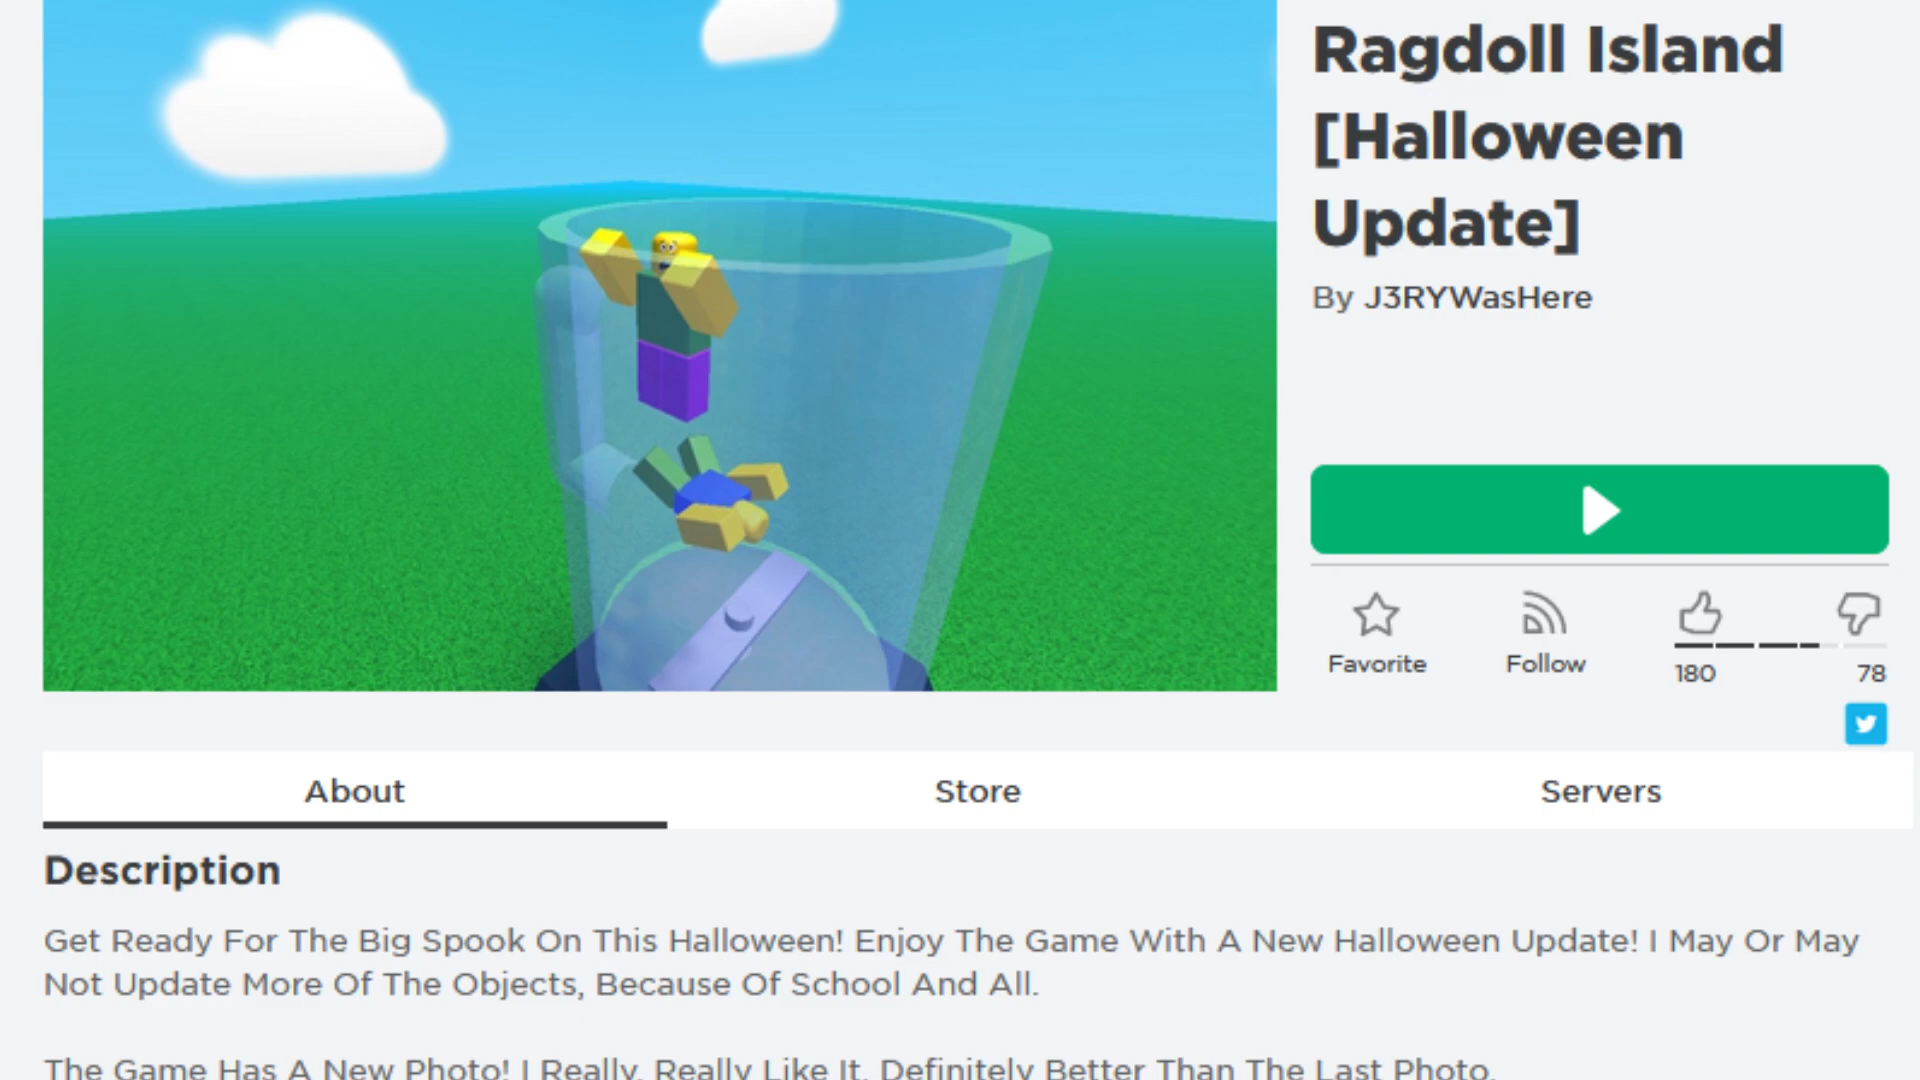 Ragdoll Island
[Halloween
Update]
By J3RYWasHere
Favorite
Follow
180
78
About
Store
Servers
Description
Get Ready For The Big Spook On This Halloween! Enjoy The Game With A New Halloween Update! I May Or May
Not Update More Of The Objects, Because Of School And All.
The Game Has A New Photo! I Really, Really Like It. Definitely Better Than The Last Photo.